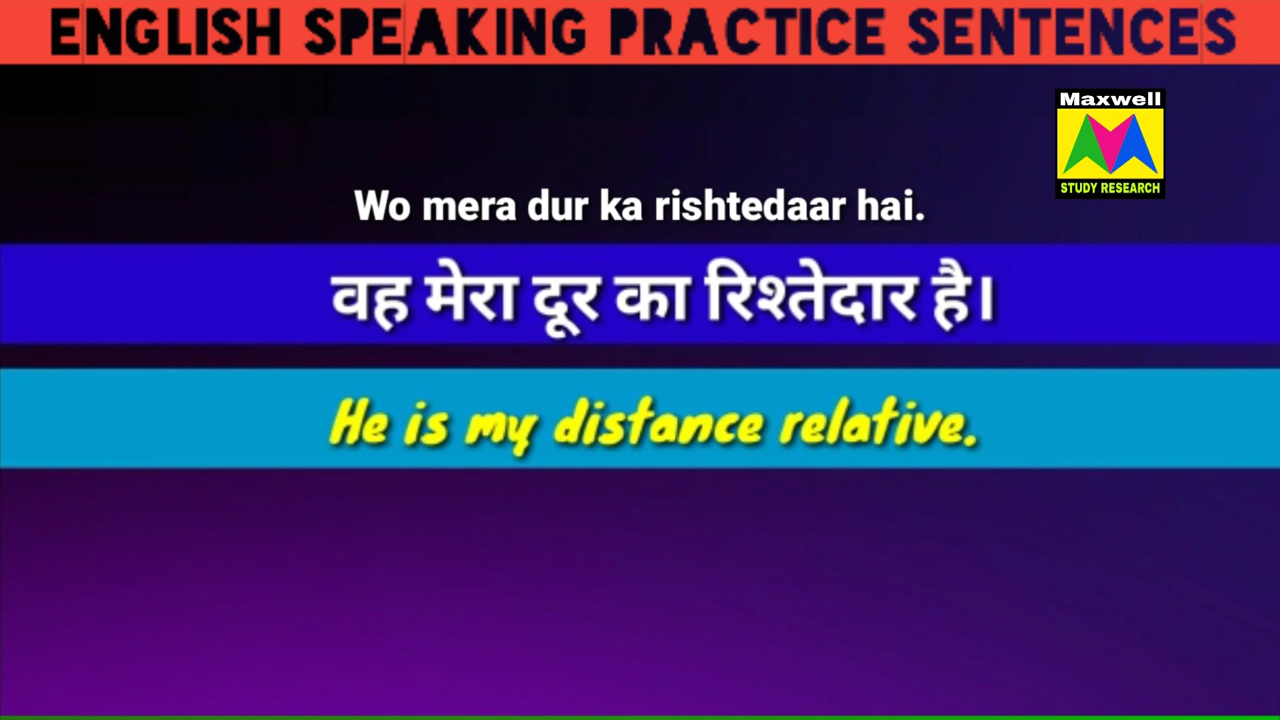 ENGLISH SPEAKING PRACTICE SENTENCES
Maxwell
STUDY RESEARCH
Wo mera dur ka rishtedaar hai.
वह मेरा दूर का रिश्तेदार है।
He is my distance relative.